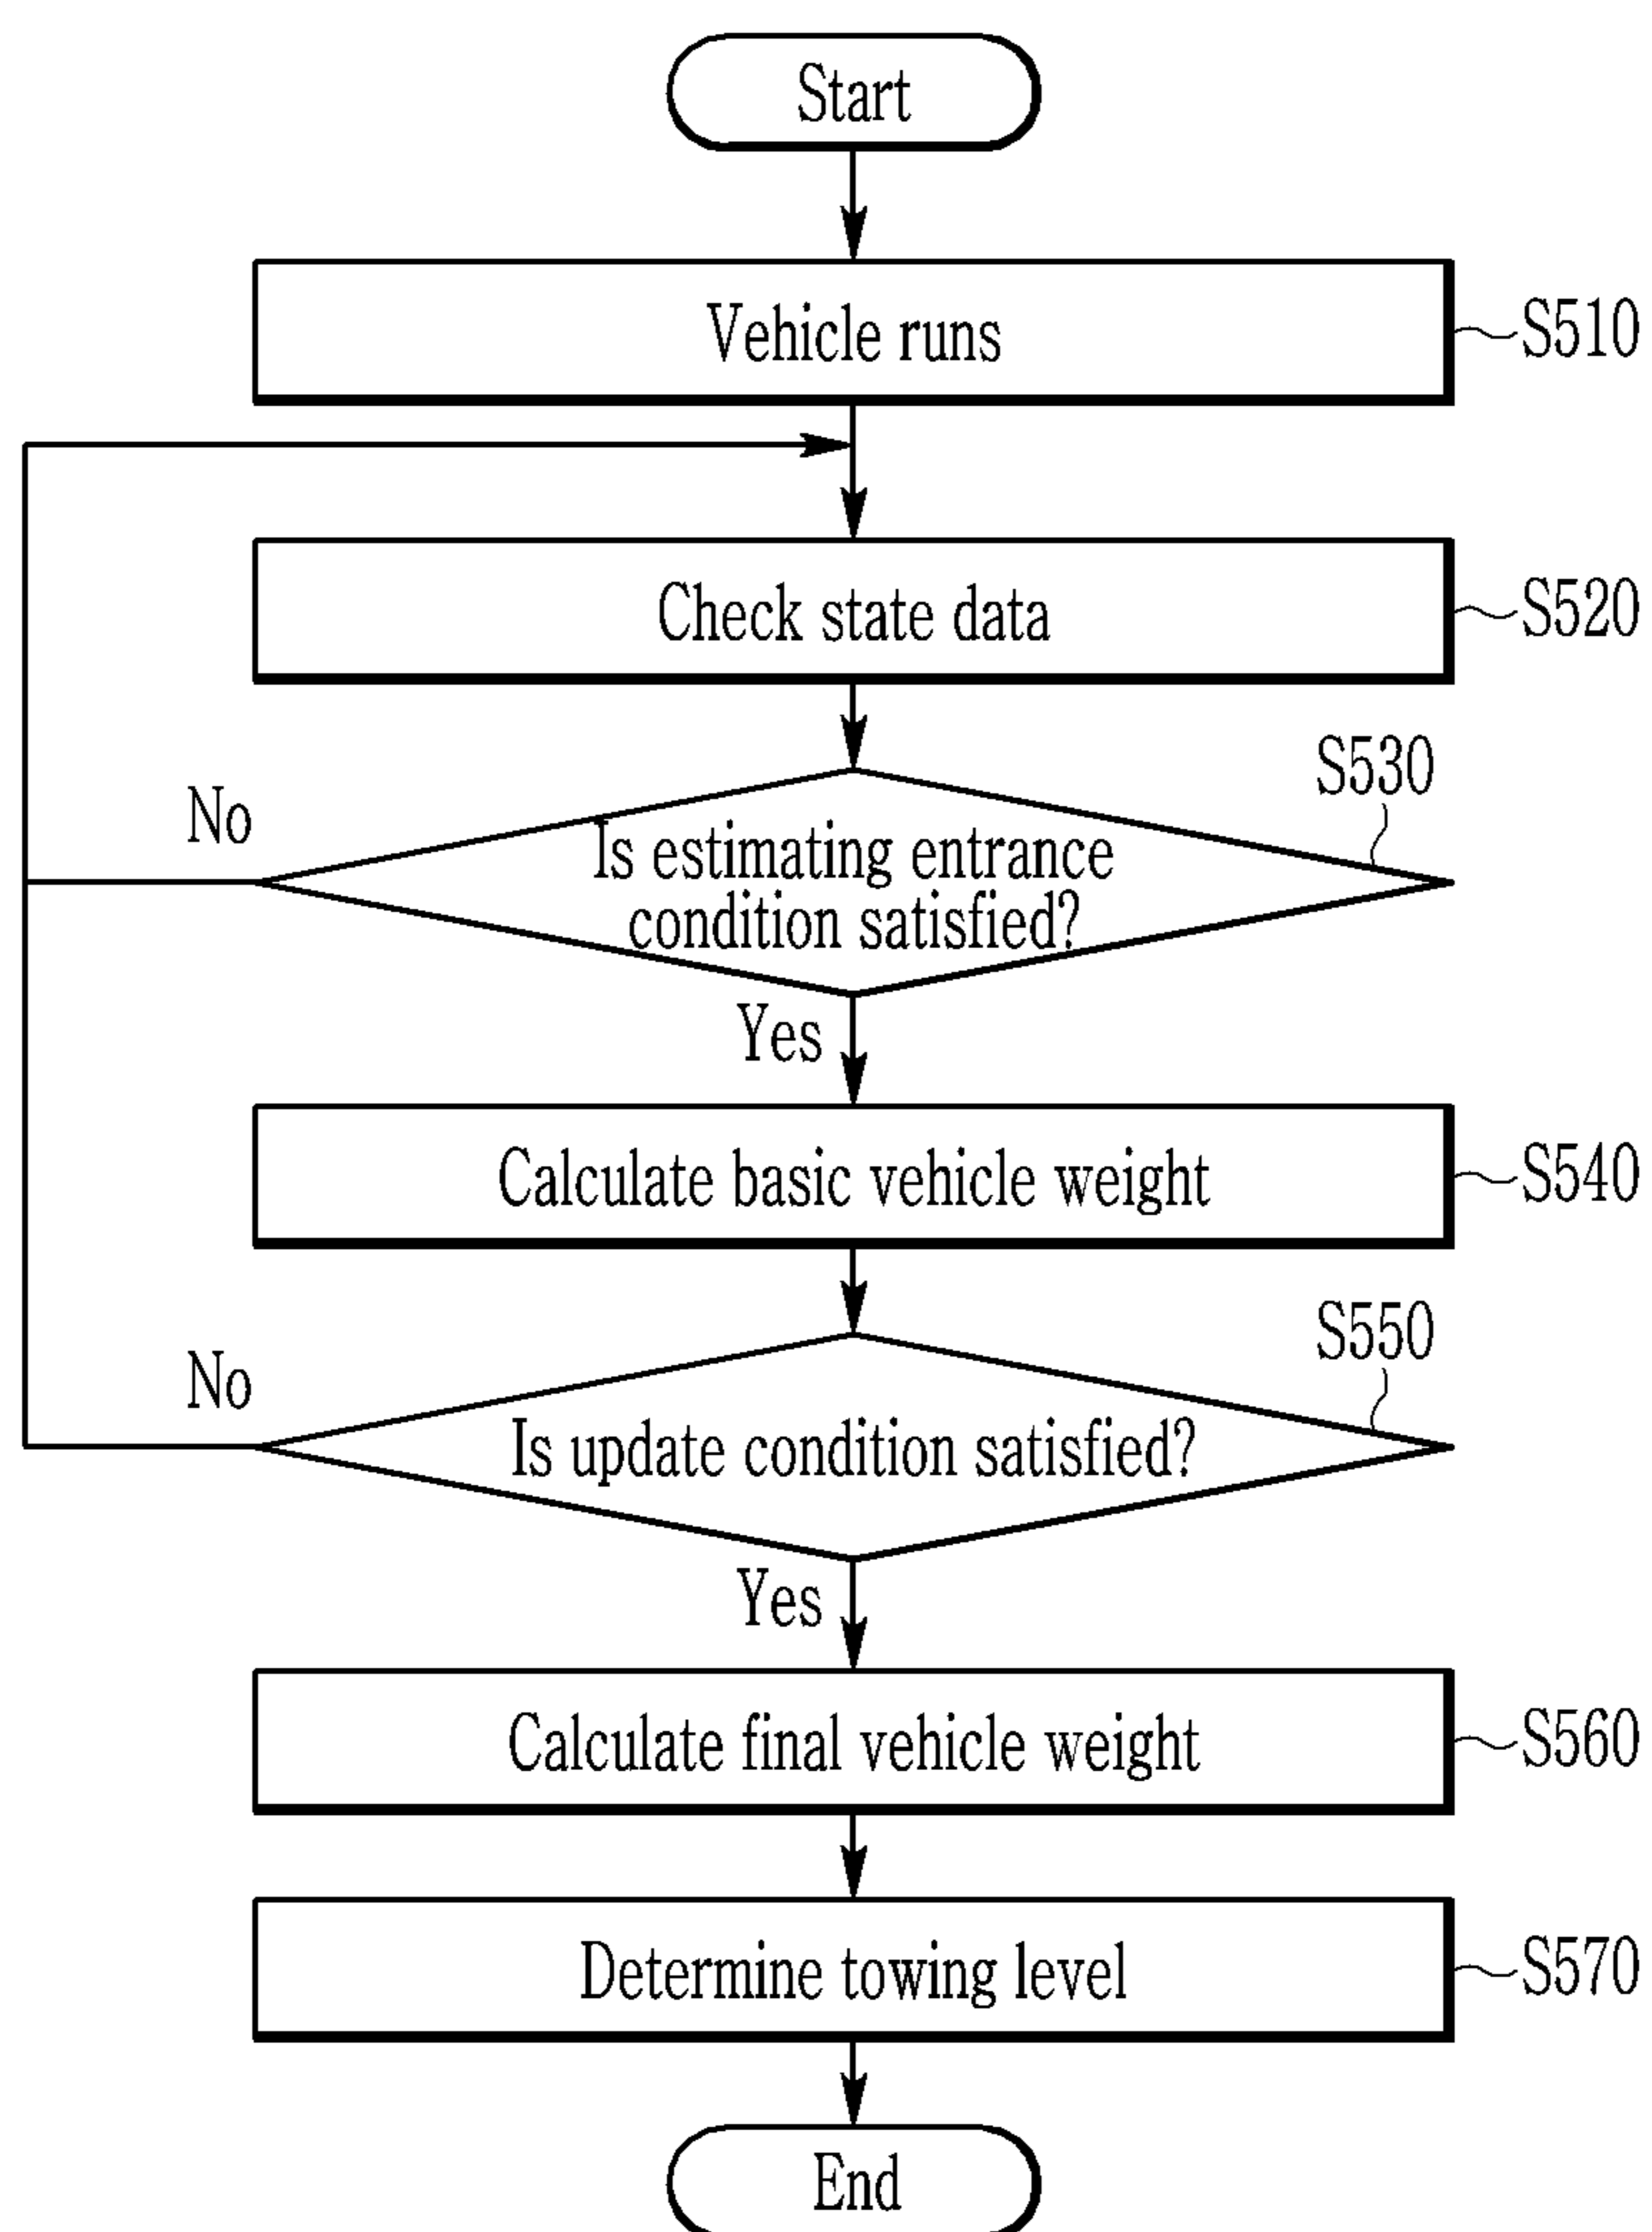 Start
Vehicle runs
S510
Check state data
S520
S530
No
Is estimating entrance
condition satisfied?
Yes
Calculate basic vehicle weight
S540
S550
No
Is update condition satisfied?
Yes
Calculate final vehicle weight
S560
Determine towing level
S570
End